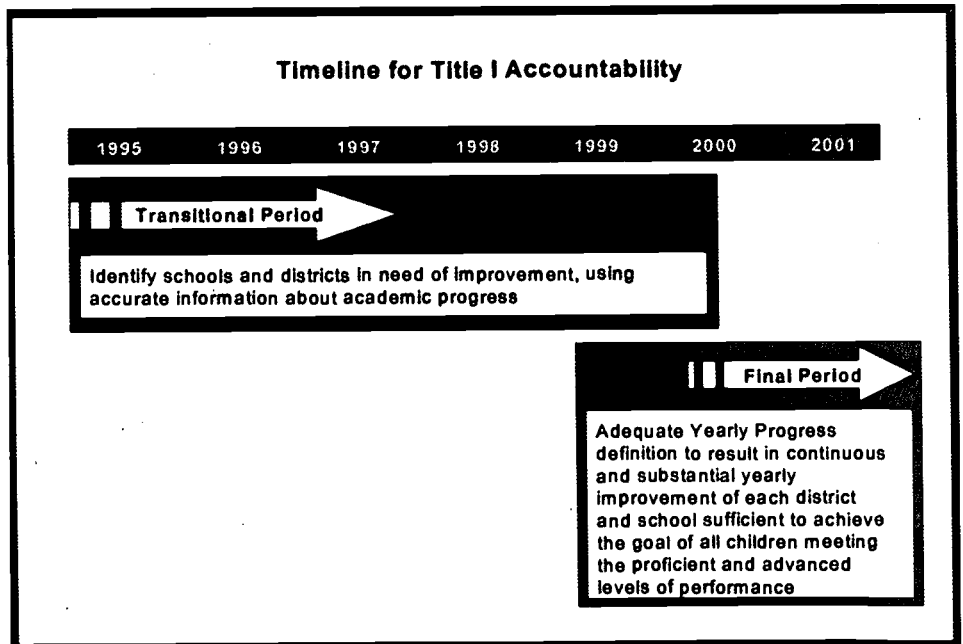 Timeline for Title I Accountability
1995 1996 1997 1998 1999 2000 2001
Transitional Period
Identify schools and districts in need of improvement, using
accurate information about academic progress
Final Period
Adequate Yearly Progress
definition to result in continuous
and substantial yearly
improvement of each district
and school sufficient to achieve
the goal of all children meeting
the proficient and advanced
levels of performance